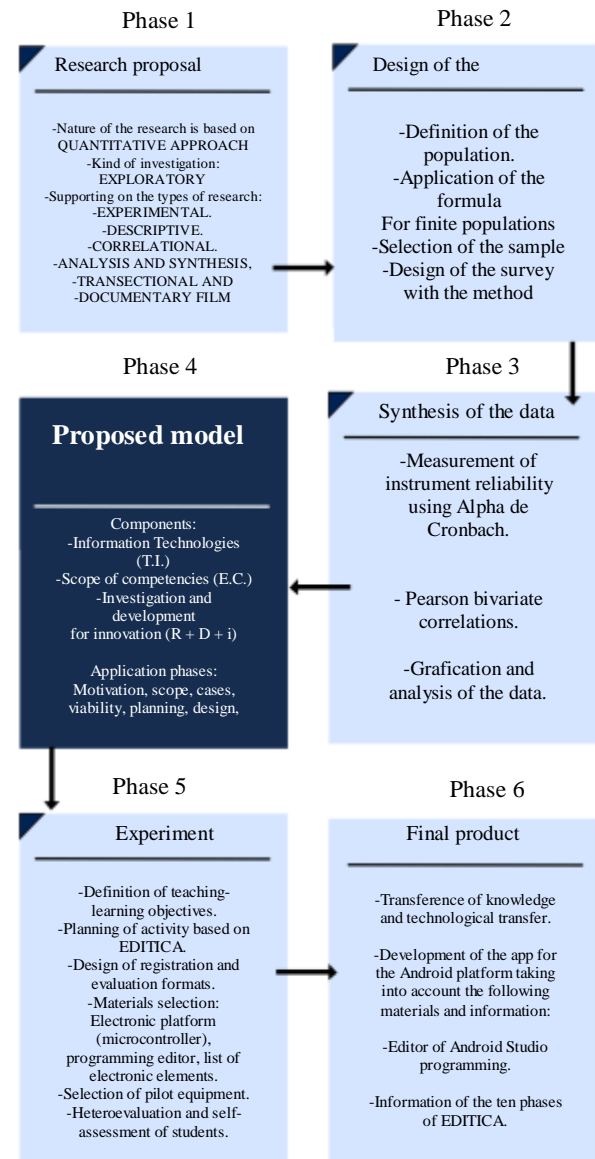 Phase 1
Research proposal
-Nature of the research is based on
QUANTITATIVE APPROACH
-Kind of investigation:
EXPLORATORY
-Supporting on the types of research:
-EXPERIMENTAL.
-DESCRIPTIVE.
-CORRELATIONAL.
-ANALYSIS AND SYNTHESIS,
-TRANSECTIONAL AND
-DOCUMENTARY FILM
Phase 2
Design of the
-Definition of the
population.
-Application of the
formula
For finite populations
-Selection of the sample
-Design of the survey
with the method
Phase 3
Synthesis of the data
-Measurement of
instrument reliability
using Alpha de
Cronbach.
- Pearson bivariate
correlations.
-Grafication and
analysis of the data.
Phase 4
Proposed model
Components:
-Information Technologies
(T.I.)
-Scope of competencies (E.C.)
-Investigation and
development
for innovation (R + D + i)
Application phases:
Motivation, scope, cases,
viability, planning, design,
Phase 5
Experiment
-Definition of teaching-
learning objectives.
-Planning of activity based on
EDITICA.
-Design of registration and
evaluation formats.
-Materials selection:
Electronic platform
(microcontroller),
programming editor, list of
electronic elements.
-Selection of pilot equipment.
-Heteroevaluation and self-
assessment of students.
Phase 6
Final product
-Transference of knowledge
and technological transfer.
-Development of the app for
the Android platform taking
into account the following
materials and information:
-Editor of Android Studio
programming.
-Information of the ten phases
of EDITICA.